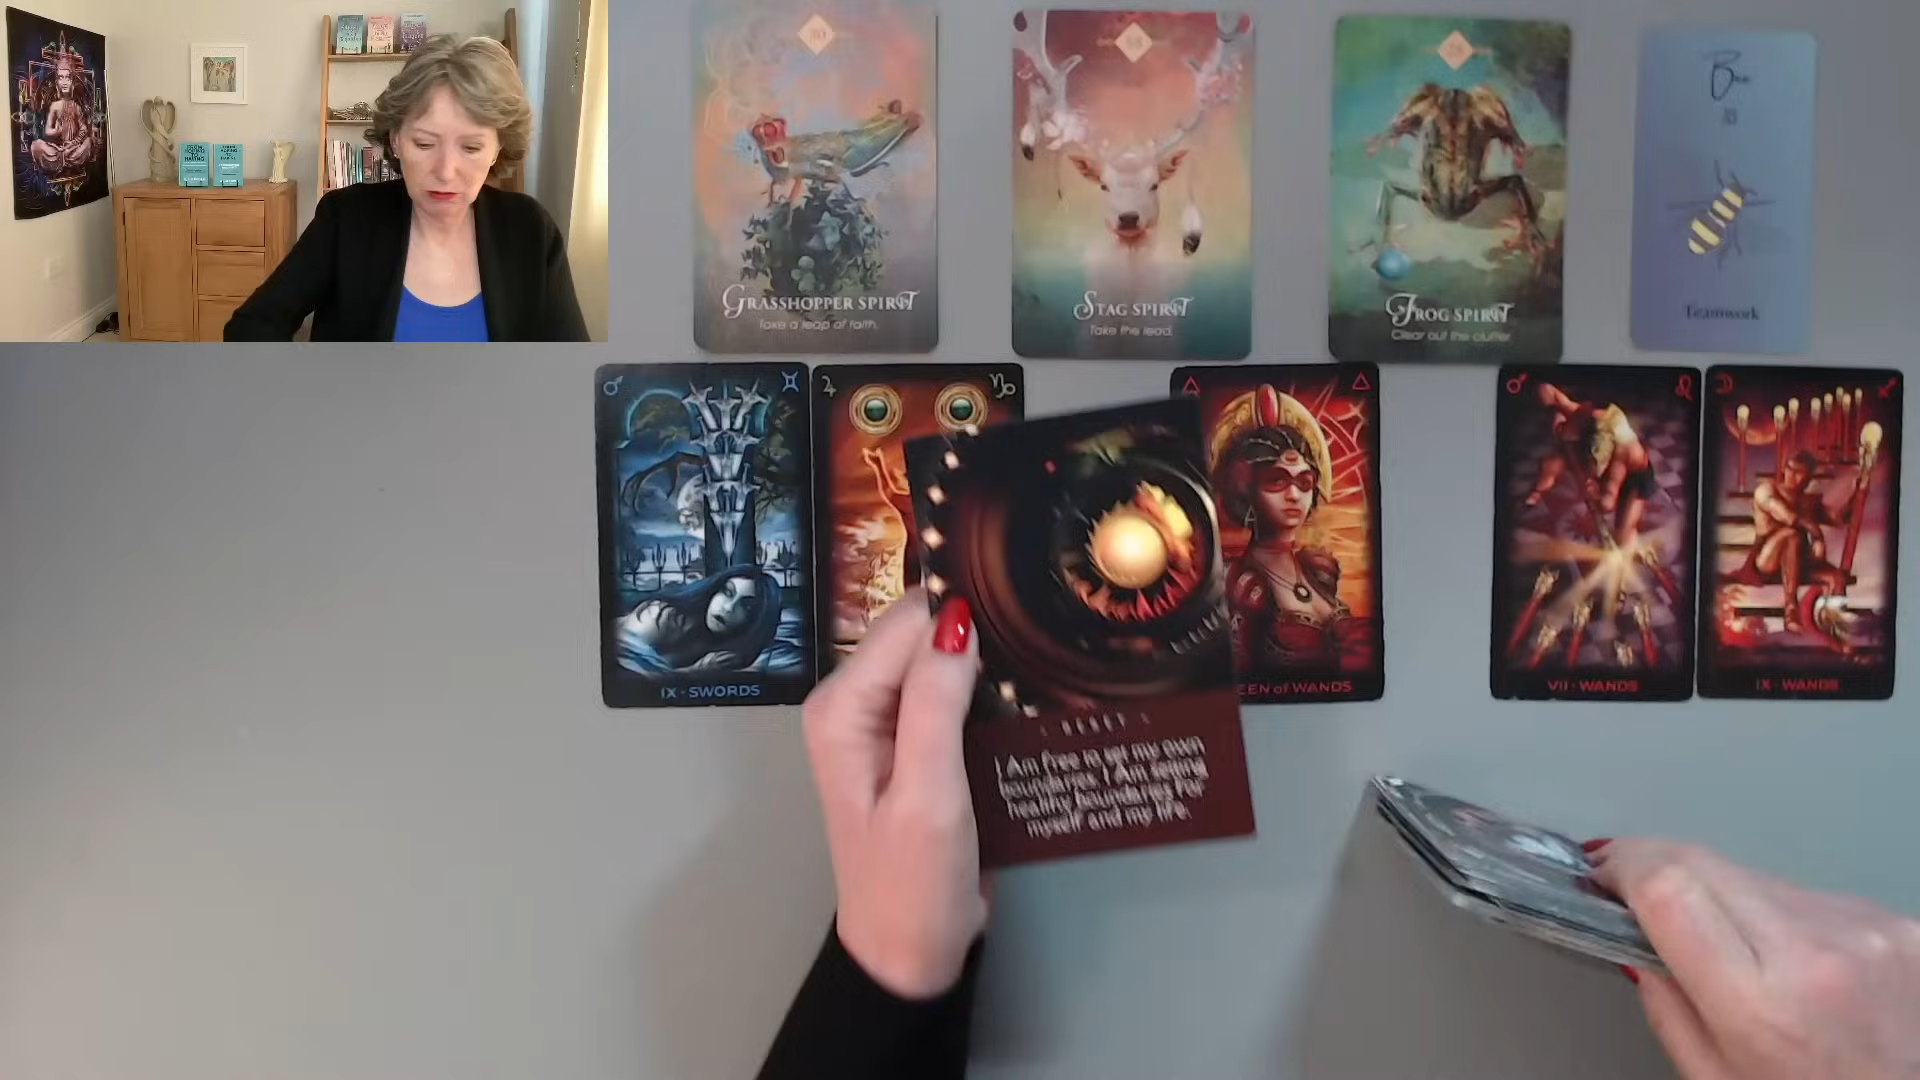 GRASSHOPPER SPIRIT
Take a leap of faith.
STAG SPIRIT
Take the lead.
FROG SPIRIT
Clear out the clutter
Bee
Teamwork
IX · SWORDS
EEN of WANDS
VII · WANDS
IX · WANDS
RESET
I Am free to set my own
boundaries. I Am setting
healthy boundaries for
myself and my life.